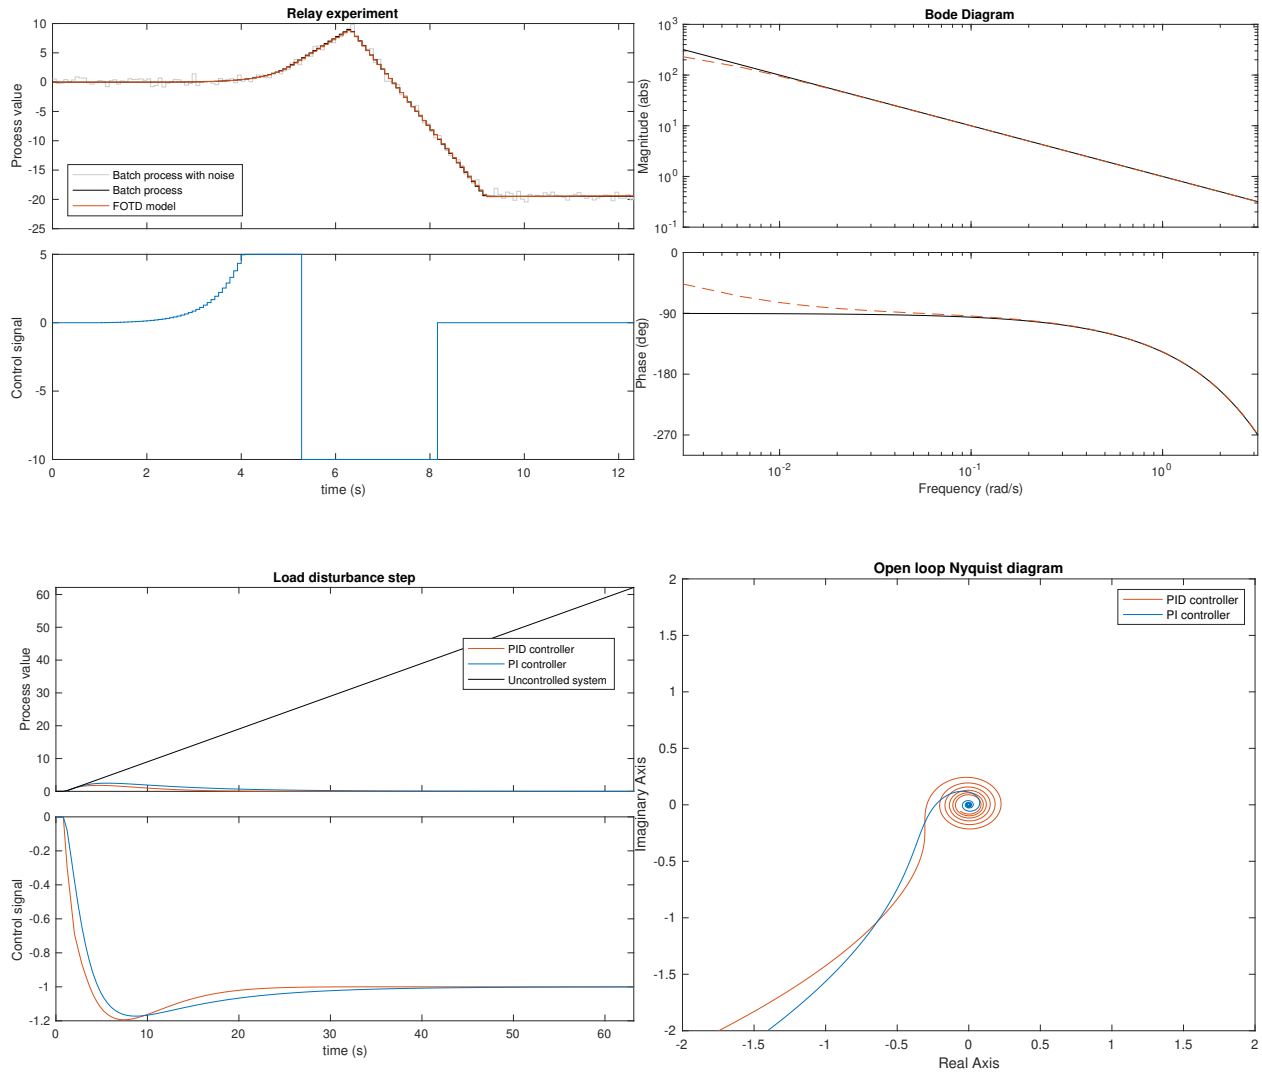 Relay experiment
10
5
0
-5
-10
-15
-20
-25
Process value
Batch process with noise
Batch process
FOTD model
5
0
-5
-10
Control signal
0 2 4 6 8 10 12
time (s)
Bode Diagram
10^3
10^2
10^1
10^0
10^-1
Magnitude (abs)
0
-90
-180
-270
Phase (deg)
10^-2 10^-1 10^0
Frequency (rad/s)
Load disturbance step
60
50
40
30
20
10
0
Process value
PID controller
PI controller
Uncontrolled system
0
-0.2
-0.4
-0.6
-0.8
-1
-1.2
Control signal
0 10 20 30 40 50 60
time (s)
Open loop Nyquist diagram
2
1.5
1
0.5
0
-0.5
-1
-1.5
-2
Imaginary Axis
PID controller
PI controller
-2 -1.5 -1 -0.5 0 0.5 1 1.5 2
Real Axis